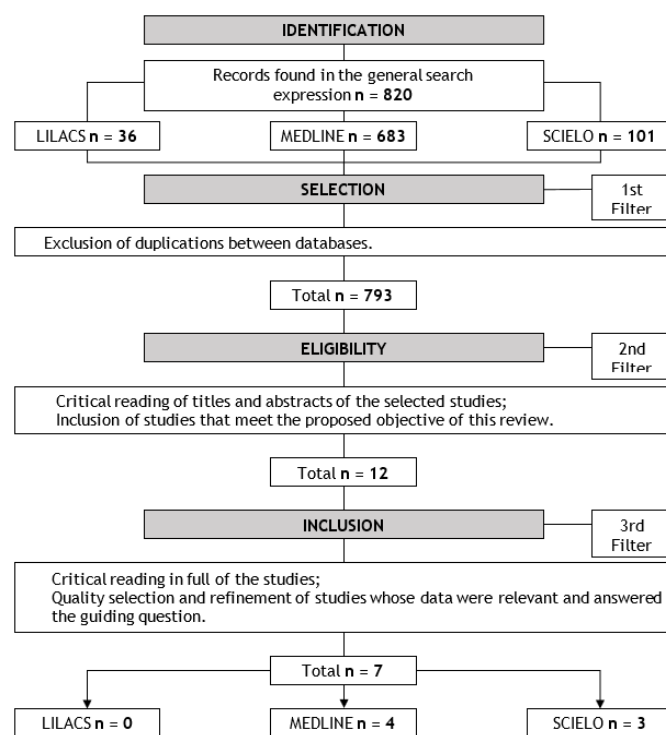 IDENTIFICATION
Records found in the general search
expression n = 820
LILACS n = 36
MEDLINE n = 683
SCIELO n = 101
SELECTION
1st
Filter
Exclusion of duplications between databases.
Total n = 793
ELIGIBILITY
2nd
Filter
Critical reading of titles and abstracts of the selected studies;
Inclusion of studies that meet the proposed objective of this review.
Total n = 12
INCLUSION
3rd
Filter
Critical reading in full of the studies;
Quality selection and refinement of studies whose data were relevant and answered
the guiding question.
Total n = 7
LILACS n = 0
MEDLINE n = 4
SCIELO n = 3